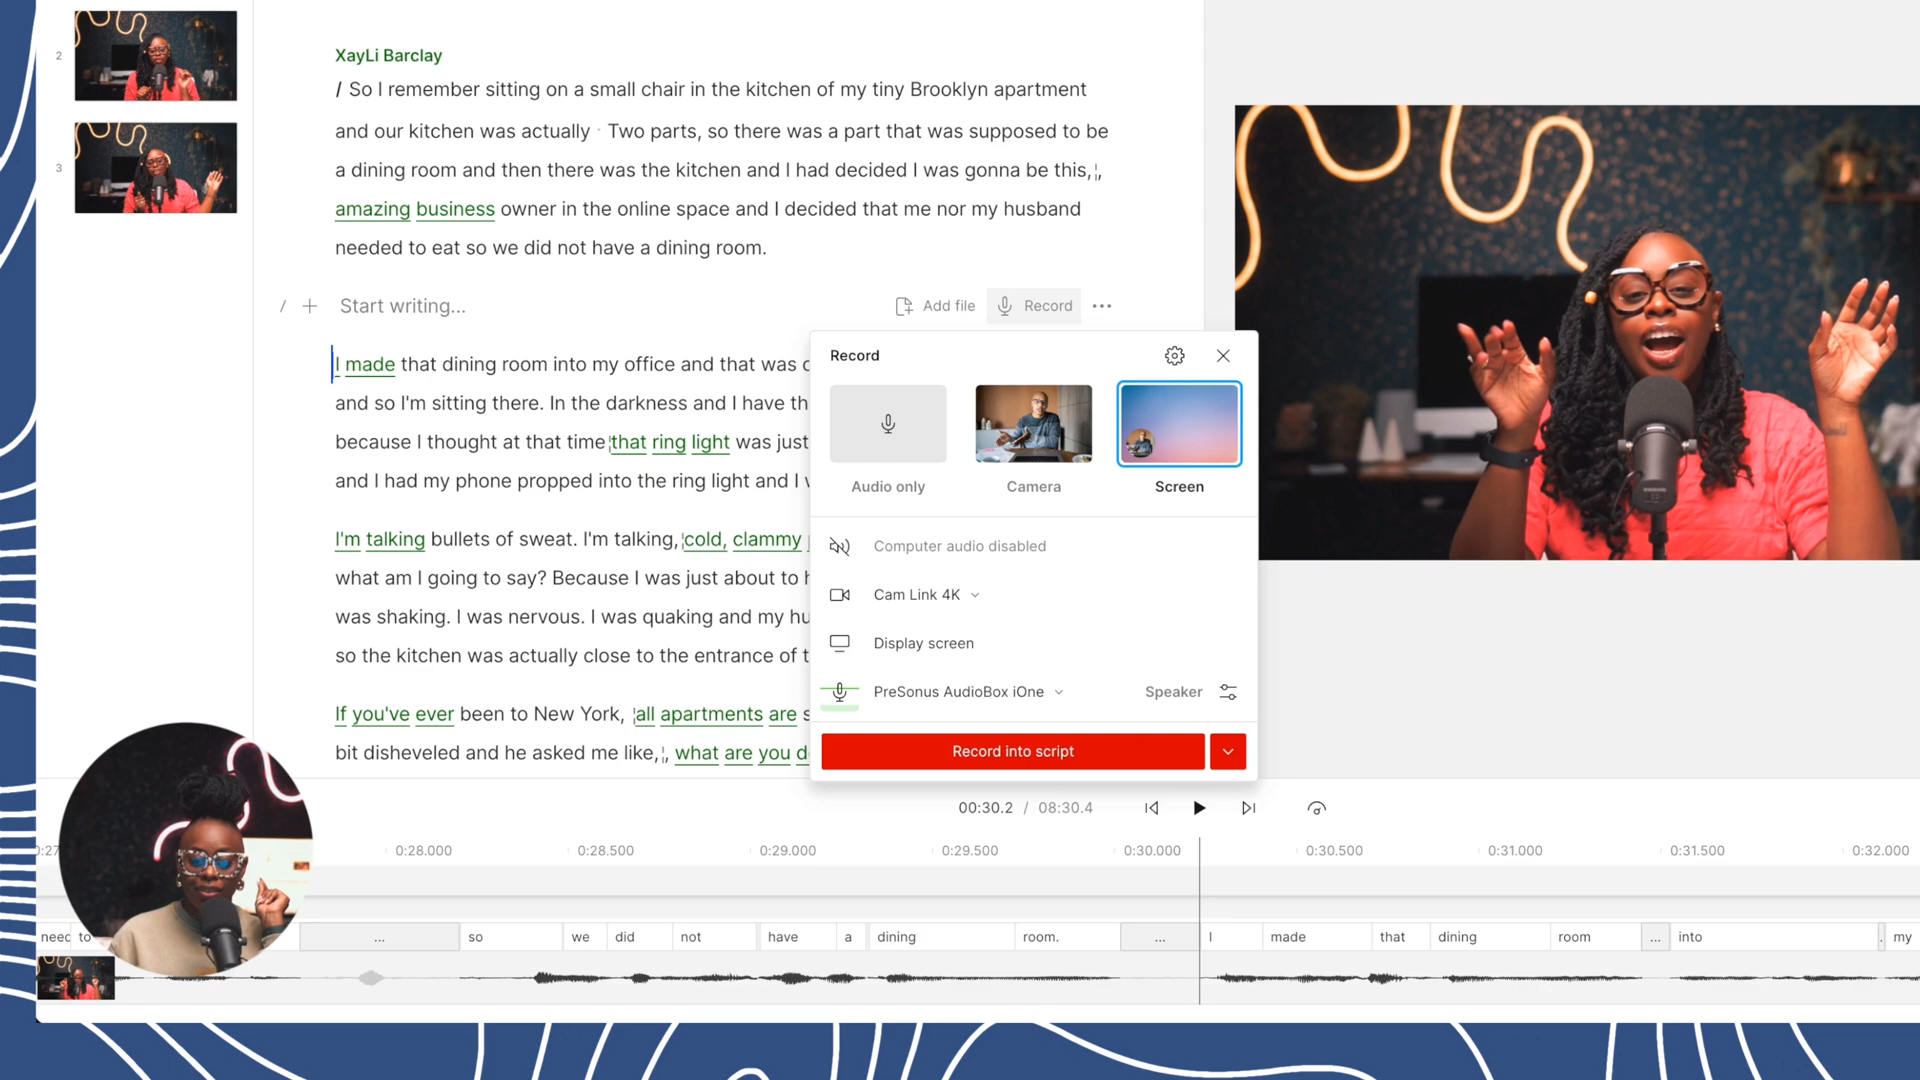 2
3
XayLi Barclay
/ So I remember sitting on a small chair in the kitchen of my tiny Brooklyn apartment
and our kitchen was actually · Two parts, so there was a part that was supposed to be
a dining room and then there was the kitchen and I had decided I was gonna be this,¦,
amazing business owner in the online space and I decided that me nor my husband
needed to eat so we did not have a dining room.
/ + Start writing... Add file Record ...
I made that dining room into my office and that was
and so I'm sitting there. In the darkness and I have
because I thought at that time ¦that ring light was just
and I had my phone propped into the ring light and I
I'm talking bullets of sweat. I'm talking, ¦cold, clammy
what am I going to say? Because I was just about to
was shaking. I was nervous. I was quaking and my
so the kitchen was actually close to the entrance of
If you've ever been to New York, ¦all apartments are
bit disheveled and he asked me like,¦, what are you
Record
Audio only Camera Screen
Computer audio disabled
Cam Link 4K
Display screen
PreSonus AudioBox iOne Speaker
Record into script
00:30.2 / 08:30.4
0:27 0:28.000 0:28.500 0:29.000 0:29.500 0:30.000 0:30.500 0:31.000 0:31.500 0:32.000
need to ... so we did not have a dining room. ... I made that dining room ... into . my